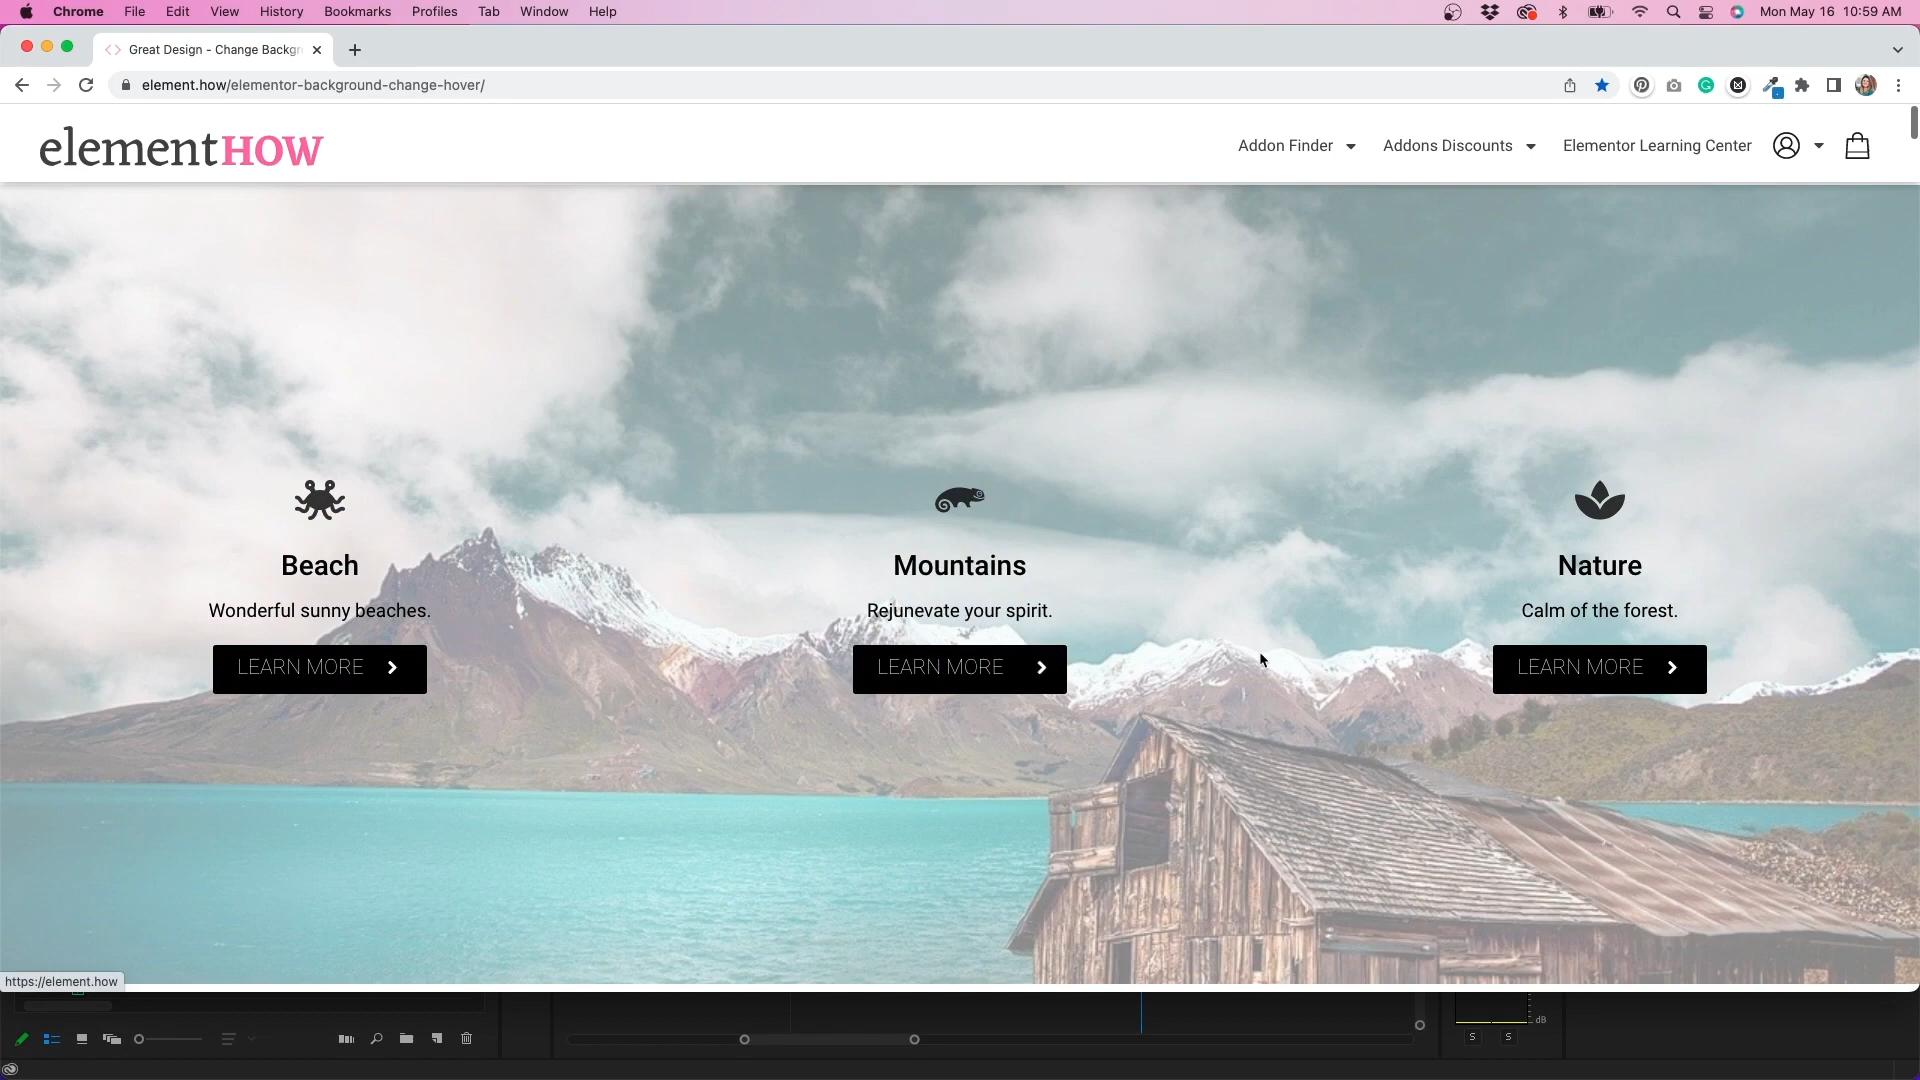 Chrome File Edit View History Bookmarks Profiles Tab Window Help Mon May 16 10:59 AM
Great Design - Change Backgr
element.how/elementor-background-change-hover/
elementHOW Addon Finder Addons Discounts Elementor Learning Center
Beach Mountains Nature
Wonderful sunny beaches. Rejunevate your spirit. Calm of the forest.
LEARN MORE LEARN MORE LEARN MORE
https://element.how
dB
S S